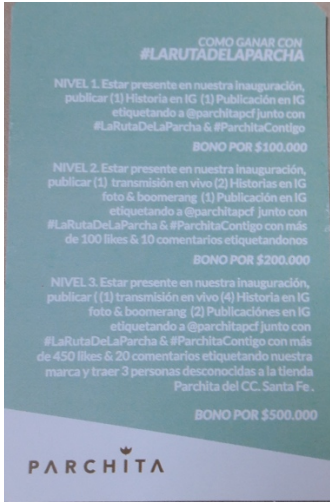 COMO GANAR CON
#LARUTADELAPARCHA
NIVEL 1. Estar presente en nuestra inauguración,
publicar (1) Historia en IG (1) Publicación en IG
etiquetando a @parchitapcf junto con
#LaRutaDeLaParcha & #ParchitaContigo
BONO POR $100.000
NIVEL 2. Estar presente en nuestra inauguración,
publicar (1) transmisión en vivo (2) Historias en IG
foto & boomerang (1) Publicación en IG
etiquetando a @parchitapcf junto con
#LaRutaDeLaParcha & #ParchitaContigo con más
de 100 likes & 10 comentarios etiquetandonos
BONO POR $200.000
NIVEL 3. Estar presente en nuestra inauguración,
publicar ( (1) transmisión en vivo (4) Historia en IG
foto & boomerang (2) Publicaciónes en IG
etiquetando a @parchitapcf junto con
#LaRutaDeLaParcha & #ParchitaContigo con más
de 450 likes & 20 comentarios etiquetando nuestra
marca y traer 3 personas desconocidas a la tienda
Parchita del CC. Santa Fe .
BONO POR $500.000
PARCHITA